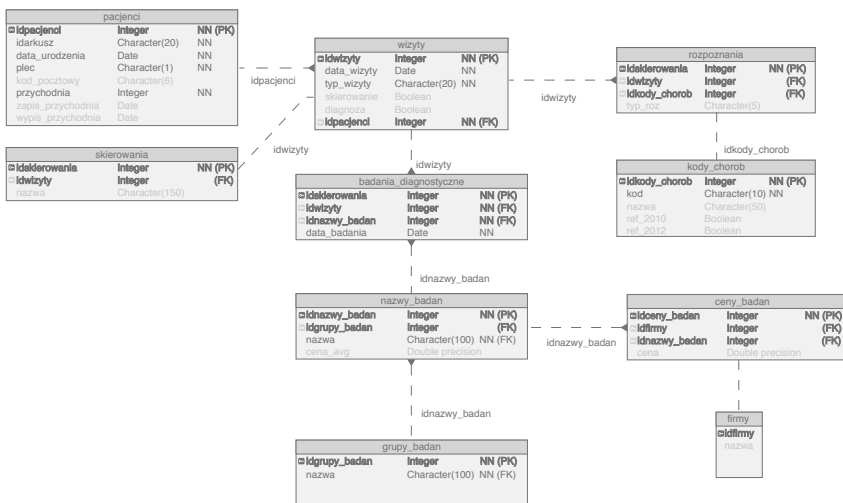 pacjenci
idpacjenci Integer NN (PK)
idarkusz Character(20) NN
data_urodzenia Date NN
plec Character(1) NN
kod_pocztowy Character(6)
przychodnia Integer NN
zapis_przychodnia Date
wypis_przychodnia Date
idpacjenci
wizyty
idwizyty Integer NN (PK)
data_wizyty Date NN
typ_wizyty Character(20) NN
skierowanie Boolean
diagnoza Boolean
idpacjenci Integer NN (FK)
idwizyty
rozpoznania
idskierowania Integer NN (PK)
idwizyty Integer (FK)
idkody_chorob Integer (FK)
typ_roz Character(5)
idkody_chorob
kody_chorob
idkody_chorob Integer NN (PK)
kod Character(10) NN
nazwa Character(50)
ref_2010 Boolean
ref_2012 Boolean
skierowania
idskierowania Integer NN (PK)
idwizyty Integer (FK)
nazwa Character(150)
idwizyty
idwizyty
badania_diagnostyczne
idskierowania Integer NN (PK)
idwizyty Integer NN (FK)
idnazwy_badan Integer NN (FK)
data_badania Date NN
idnazwy_badan
nazwy_badan
idnazwy_badan Integer NN (PK)
idgrupy_badan Integer (FK)
nazwa Character(100) NN (FK)
cena_avg Double precision
idnazwy_badan
ceny_badan
idceny_badan Integer NN (PK)
idfirmy Integer (FK)
idnazwy_badan Integer (FK)
cena Double precision
firmy
idfirmy
nazwa
idnazwy_badan
grupy_badan
idgrupy_badan Integer NN (PK)
nazwa Character(100) NN (FK)